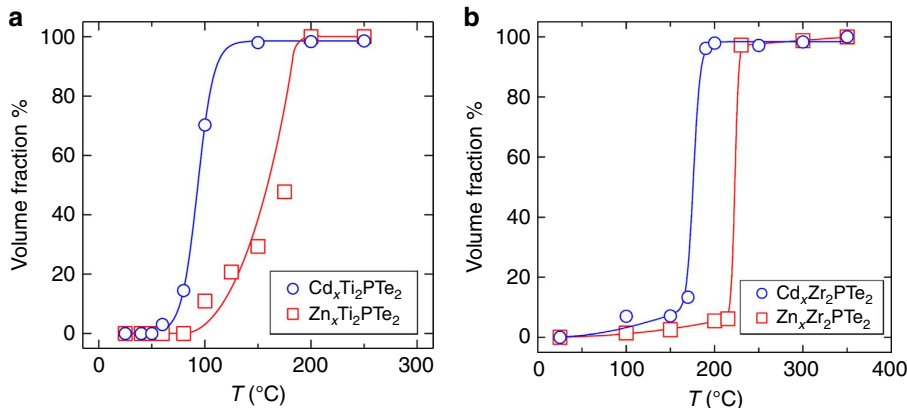 a
Volume fraction %
100
80
60
40
20
0
0
100
200
300
T (°C)
CdₓTi₂PTe₂
ZnₓTi₂PTe₂
b
Volume fraction %
100
80
60
40
20
0
0
100
200
300
400
T (°C)
CdₓZr₂PTe₂
ZnₓZr₂PTe₂